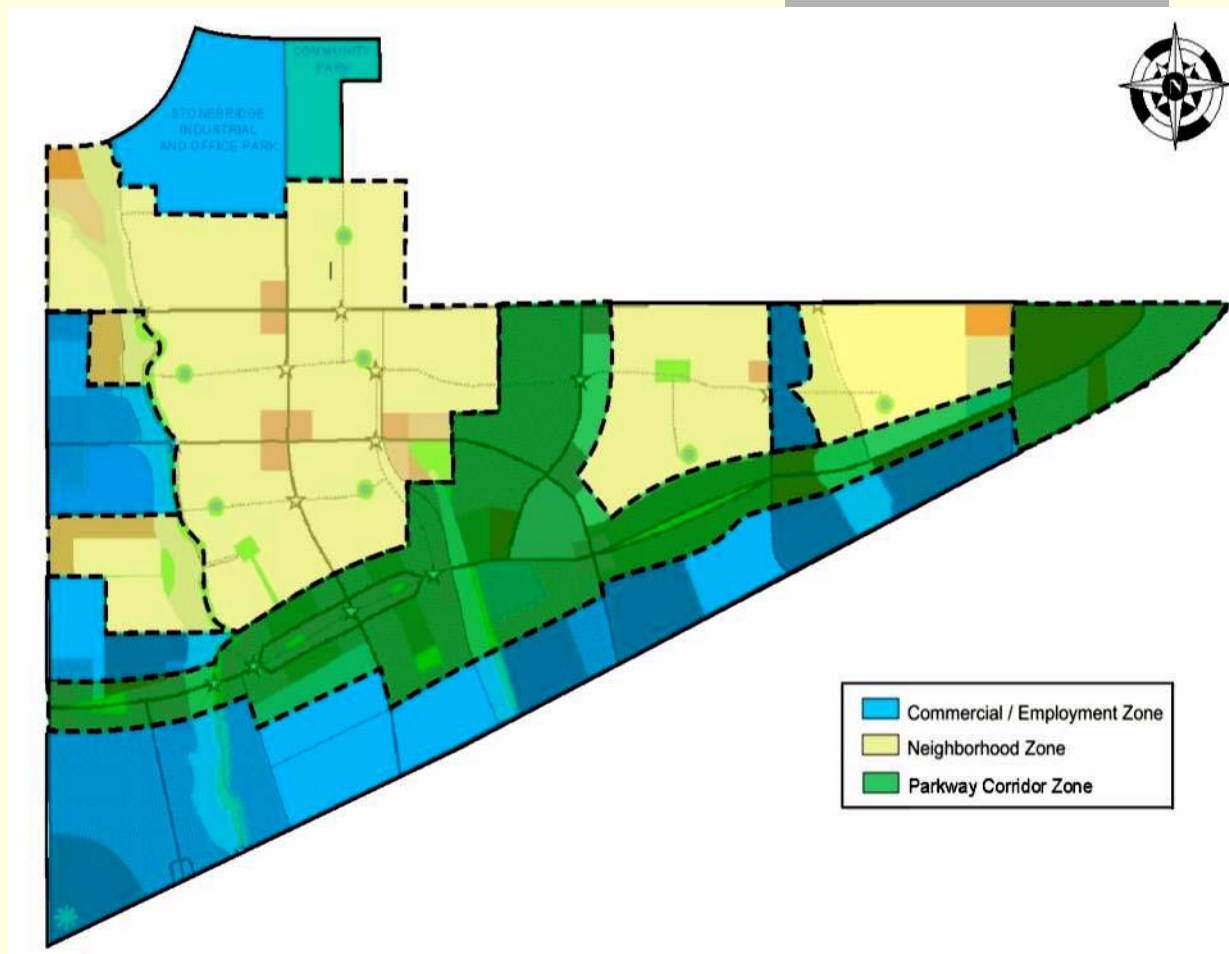 COMMUNITY
PARK
STONEBRIDGE
INDUSTRIAL
AND OFFICE PARK
N
Commercial / Employment Zone
Neighborhood Zone
Parkway Corridor Zone